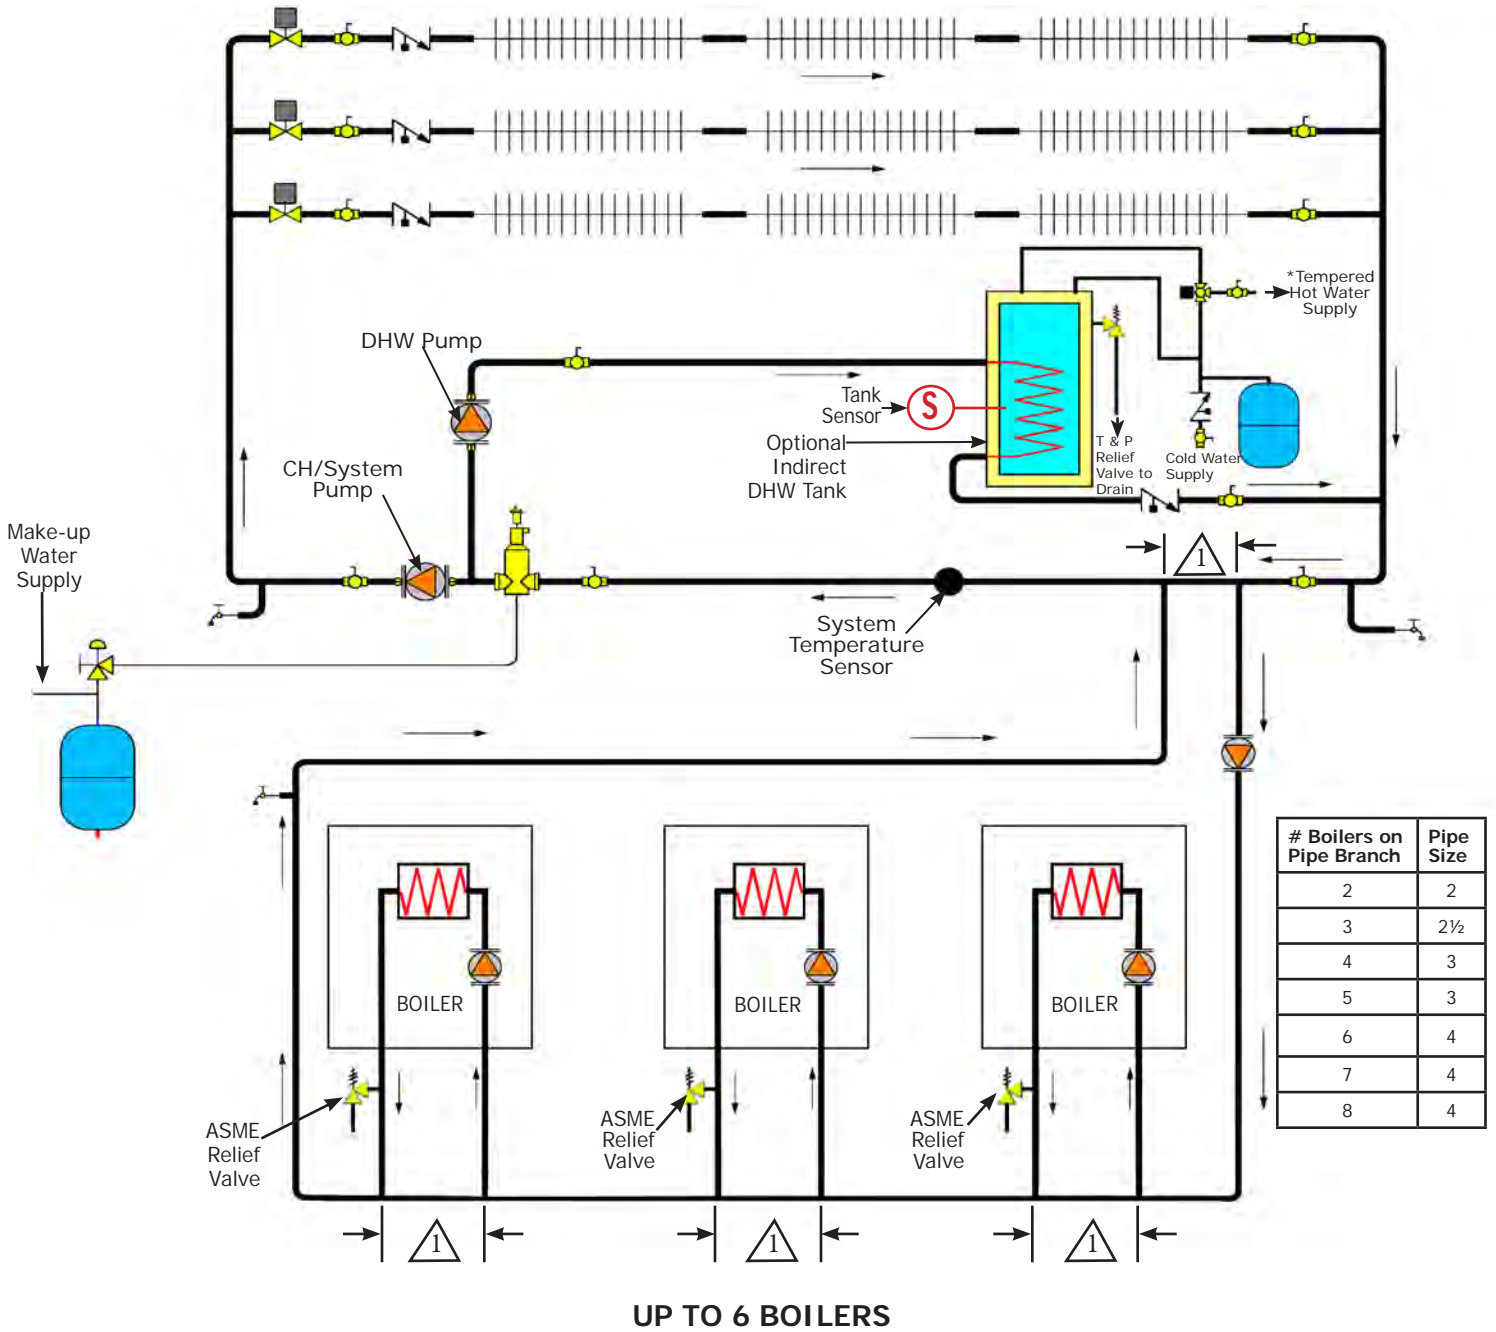 *Tempered
Hot Water
Supply
DHW Pump
Tank
Sensor
S
Optional
Indirect
DHW Tank
T & P
Relief
Valve to
Drain
Cold Water
Supply
CH/System
Pump
Make-up
Water
Supply
1
System
Temperature
Sensor
# Boilers on
Pipe Branch
Pipe
Size
2 2
3 2½
4 3
5 3
6 4
7 4
8 4
BOILER
BOILER
BOILER
ASME
Relief
Valve
ASME
Relief
Valve
ASME
Relief
Valve
1
1
1
UP TO 6 BOILERS